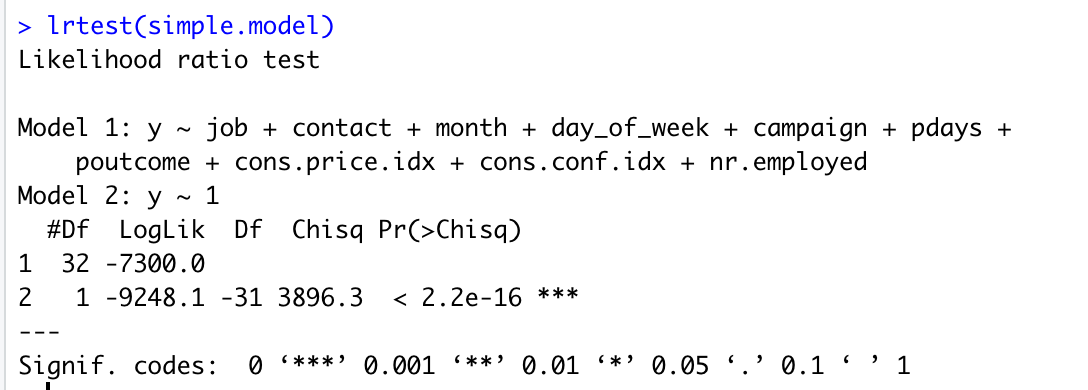 > lrtest(simple.model)
Likelihood ratio test

Model 1: y ~ job + contact + month + day_of_week + campaign + pdays +
    poutcome + cons.price.idx + cons.conf.idx + nr.employed
Model 2: y ~ 1
  #Df  LogLik  Df  Chisq Pr(>Chisq)
1  32 -7300.0
2   1 -9248.1 -31 3896.3  < 2.2e-16 ***
---
Signif. codes:  0 ‘***’ 0.001 ‘**’ 0.01 ‘*’ 0.05 ‘.’ 0.1 ‘ ’ 1